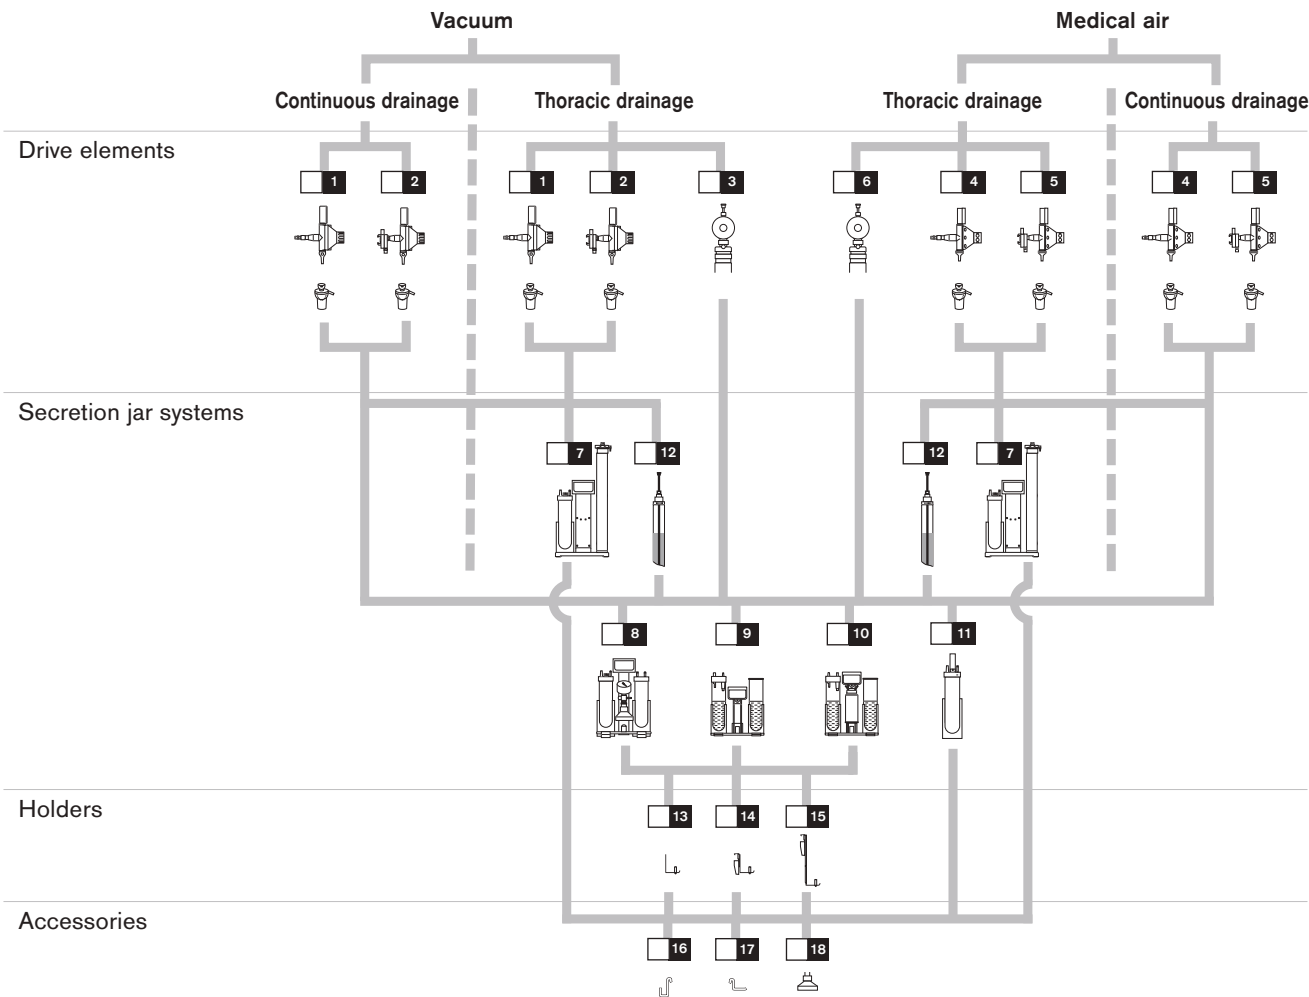 Vacuum Medical air
Continuous drainage Thoracic drainage Thoracic drainage Continuous drainage
Drive elements
1 2 1 2 3 6 4 5 4 5
Secretion jar systems
7 12 12 7
8 9 10 11
Holders
13 14 15
Accessories
16 17 18